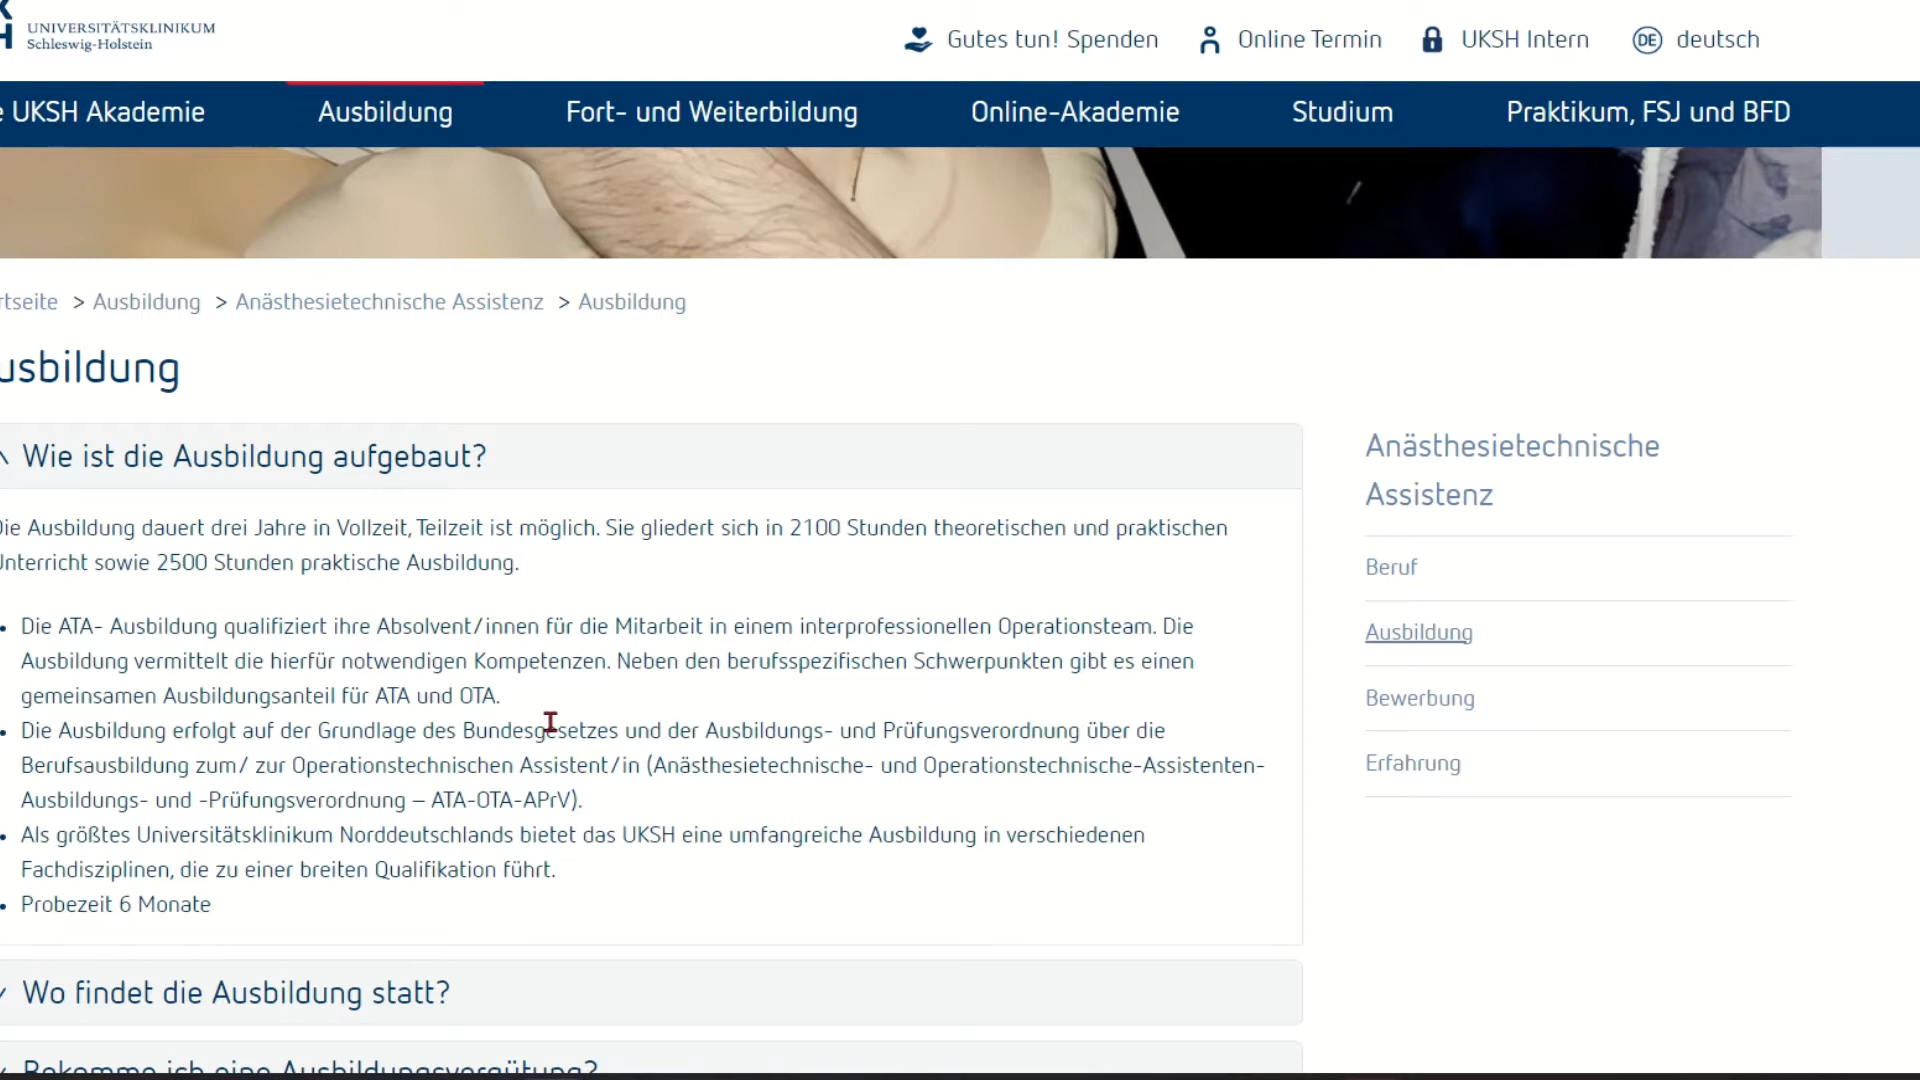 UNIVERSITÄTSKLINIKUM
Schleswig-Holstein
Gutes tun! Spenden
Online Termin
UKSH Intern
DE deutsch
UKSH Akademie
Ausbildung
Fort- und Weiterbildung
Online-Akademie
Studium
Praktikum, FSJ und BFD
> Ausbildung > Anästhesietechnische Assistenz > Ausbildung
usbildung
Wie ist die Ausbildung aufgebaut?
Die Ausbildung dauert drei Jahre in Vollzeit, Teilzeit ist möglich. Sie gliedert sich in 2100 Stunden theoretischen und praktischen
Unterricht sowie 2500 Stunden praktische Ausbildung.
• Die ATA- Ausbildung qualifiziert ihre Absolvent/innen für die Mitarbeit in einem interprofessionellen Operationsteam. Die
Ausbildung vermittelt die hierfür notwendigen Kompetenzen. Neben den berufsspezifischen Schwerpunkten gibt es einen
gemeinsamen Ausbildungsanteil für ATA und OTA.
• Die Ausbildung erfolgt auf der Grundlage des Bundesgesetzes und der Ausbildungs- und Prüfungsverordnung über die
Berufsausbildung zum/ zur Operationstechnischen Assistent/in (Anästhesietechnische- und Operationstechnische-Assistenten-
Ausbildungs- und -Prüfungsverordnung – ATA-OTA-APrV).
• Als größtes Universitätsklinikum Norddeutschlands bietet das UKSH eine umfangreiche Ausbildung in verschiedenen
Fachdisziplinen, die zu einer breiten Qualifikation führt.
• Probezeit 6 Monate
Wo findet die Ausbildung statt?
Bekomme ich eine Ausbildungsvergütung?
Anästhesietechnische
Assistenz
Beruf
Ausbildung
Bewerbung
Erfahrung